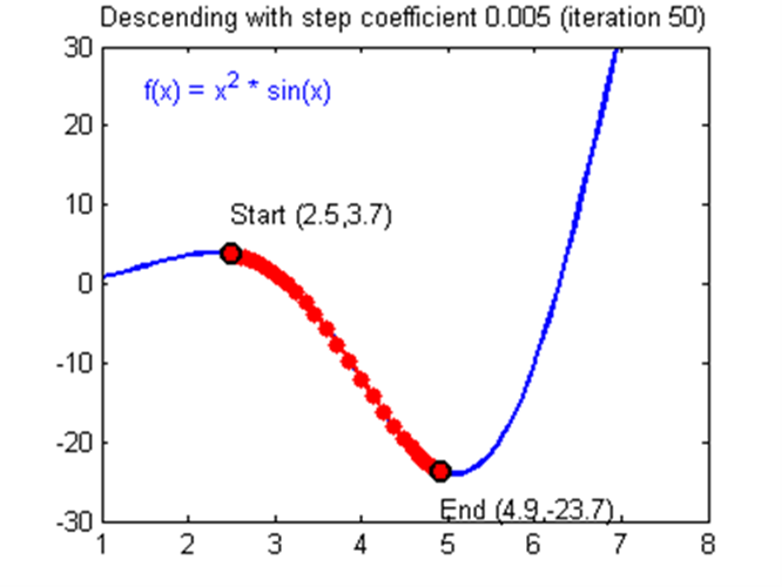 Descending with step coefficient 0.005 (iteration 50)
30
f(x) = x^2 * sin(x)
20
10
Start (2.5,3.7)
0
-10
-20
End (4.9,-23.7)
-30
1 2 3 4 5 6 7 8